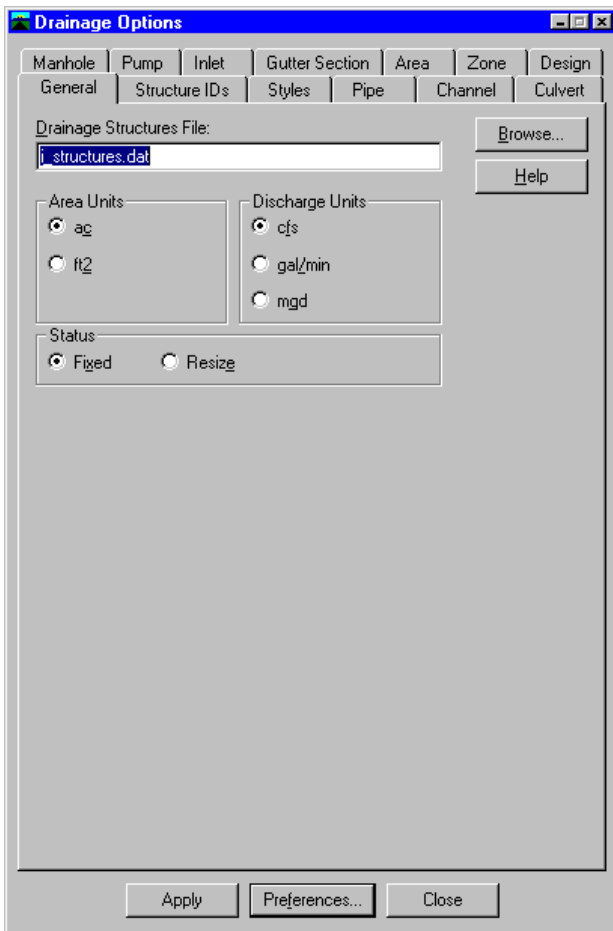 Drainage Options
Manhole Pump Inlet Gutter Section Area Zone Design
General Structure IDs Styles Pipe Channel Culvert
Drainage Structures File:
Browse...
i_structures.dat
Help
Area Units Discharge Units
ac cfs
ft2 gal/min
mgd
Status
Fixed Resize
Apply Preferences... Close